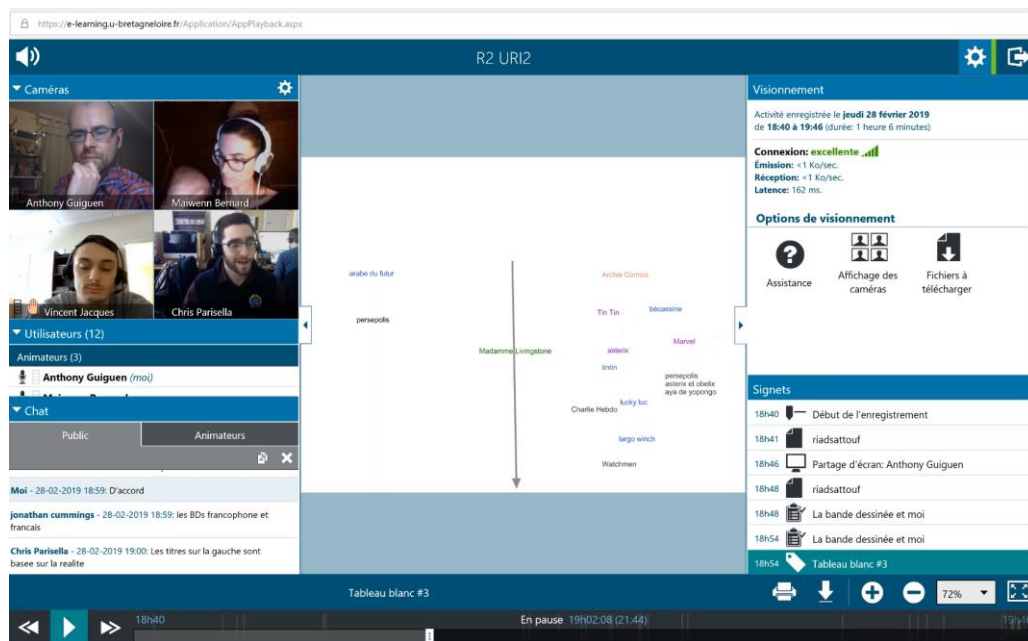 https://e-learning.u-bretagneloire.fr/Application/AppPlayback.aspx
R2 URI2
Caméras
Anthony Guiguen
Maiwenn Bernard
Vincent Jacques
Chris Parisella
Utilisateurs (12)
Animateurs (3)
Anthony Guiguen (moi)
Chat
Public
Animateurs
Moi - 28-02-2019 18:59: D'accord
jonathan cummings - 28-02-2019 18:59: les BDs francophone et
francais
Chris Parisella - 28-02-2019 19:00: Les titres sur la gauche sont
basee sur la realite
arabe du futur
Archie Comics
Tin Tin
bécassine
persepolis
Marvel
Madamme Livingstone
asterix
tintin
persepolis
asterix et obelix
aya de yopongo
lucky luc
Charlie Hebdo
largo winch
Watchmen
Tableau blanc #3
Visionnement
Activité enregistrée le jeudi 28 février 2019
de 18:40 à 19:46 (durée: 1 heure 6 minutes)
Connexion: excellente
Émission: <1 Ko/sec.
Réception: <1 Ko/sec.
Latence: 162 ms.
Options de visionnement
Assistance
Affichage des
caméras
Fichiers à
télécharger
Signets
18h40 Début de l'enregistrement
18h41 riadsattouf
18h46 Partage d'écran: Anthony Guiguen
18h48 riadsattouf
18h48 La bande dessinée et moi
18h54 La bande dessinée et moi
18h54 Tableau blanc #3
72%
18h40
En pause 19h02:08 (21:44)